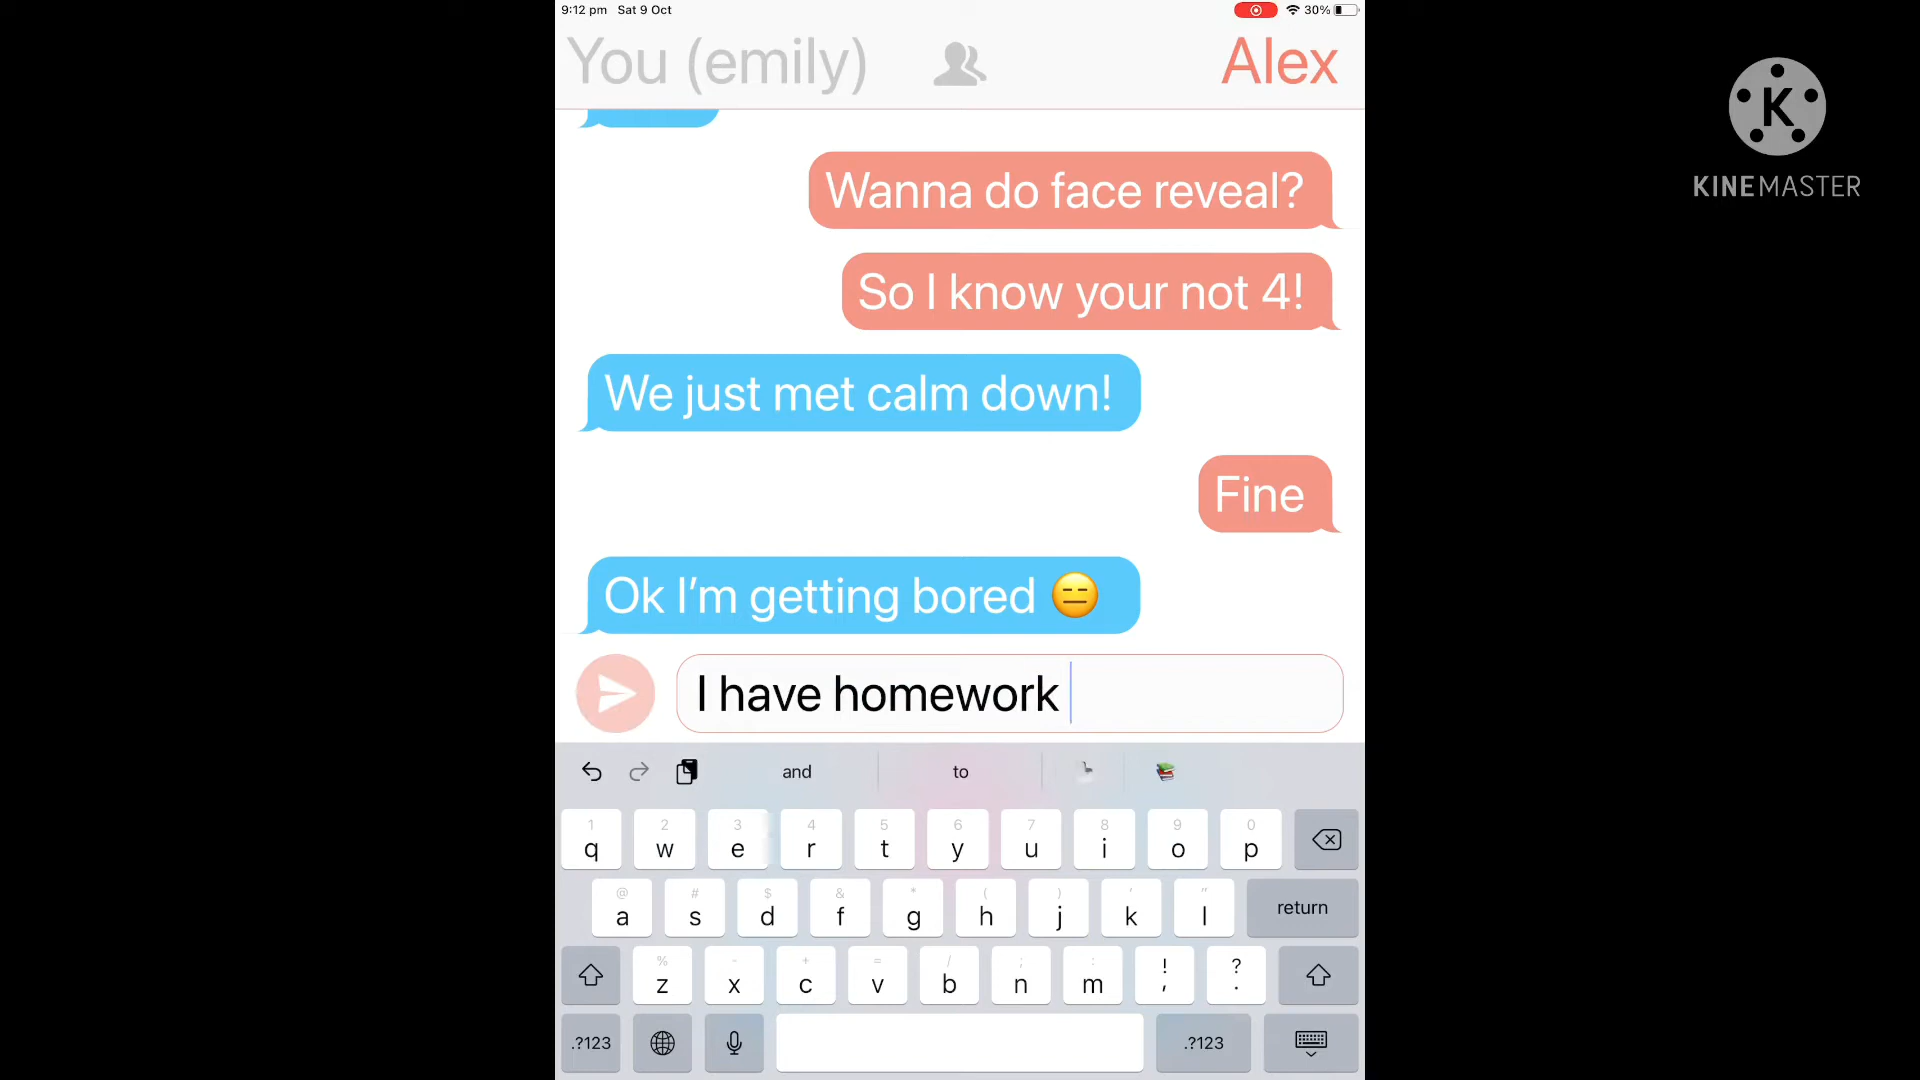 9:12 pm Sat 9 Oct 30%
You (emily) Alex
K
KINEMASTER
Wanna do face reveal?
So I know your not 4!
We just met calm down!
Fine
Ok I'm getting bored 😑
I have homework
and to
1 2 3 4 5 6 7 8 9 0
q w e r t y u i o p
@ # $ & * ( ) ' "
a s d f g h j k l return
% - + = / ; : ! ?
z x c v b n m , .
.?123 .?123